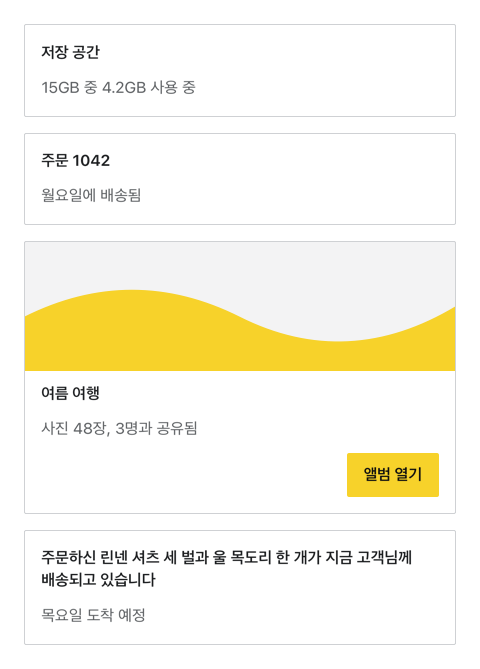 저장 공간
15GB 중 4.2GB 사용 중
주문 1042
월요일에 배송됨
여름 여행
사진 48장, 3명과 공유됨
앨범 열기
주문하신 린넨 셔츠 세 벌과 울 목도리 한 개가 지금 고객님께
배송되고 있습니다
목요일 도착 예정